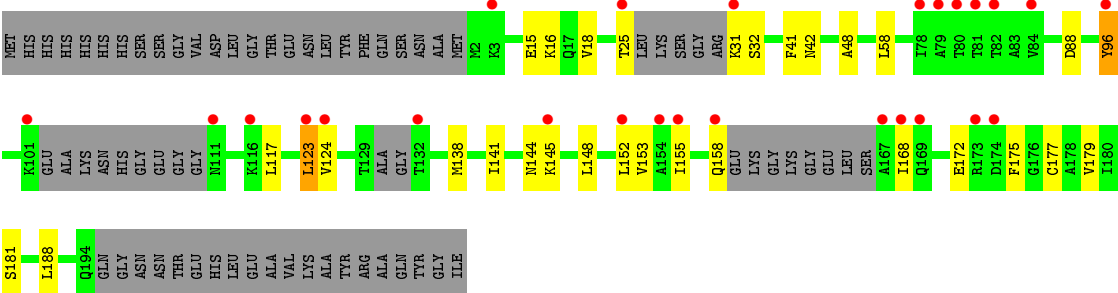 MET HIS HIS HIS HIS HIS HIS SER SER GLY VAL ASP LEU GLY THR GLU ASN LEU TYR PHE GLN SER ASN ALA MET M2 K3 E15 K16 Q17 V18 T25 LEU LYS SER GLY ARG K31 S32 F41 N42 A48 L58 I78 A79 T80 T81 T82 A83 V84 D88 Y96
K101 GLU ALA LYS ASN HIS GLY GLU GLY GLY N111 K116 L117 L123 V124 T129 ALA GLY T132 M138 I141 N144 K145 L148 L152 V153 A154 I155 Q158 GLU LYS GLY LYS GLY GLU LEU SER A167 I168 Q169 E172 R173 D174 F175 G176 C177 A178 V179 I180
S181 L188 Q194 GLN GLY ASN ASN THR GLU HIS LEU GLU ALA VAL LYS ALA TYR ARG ALA GLN TYR GLY ILE